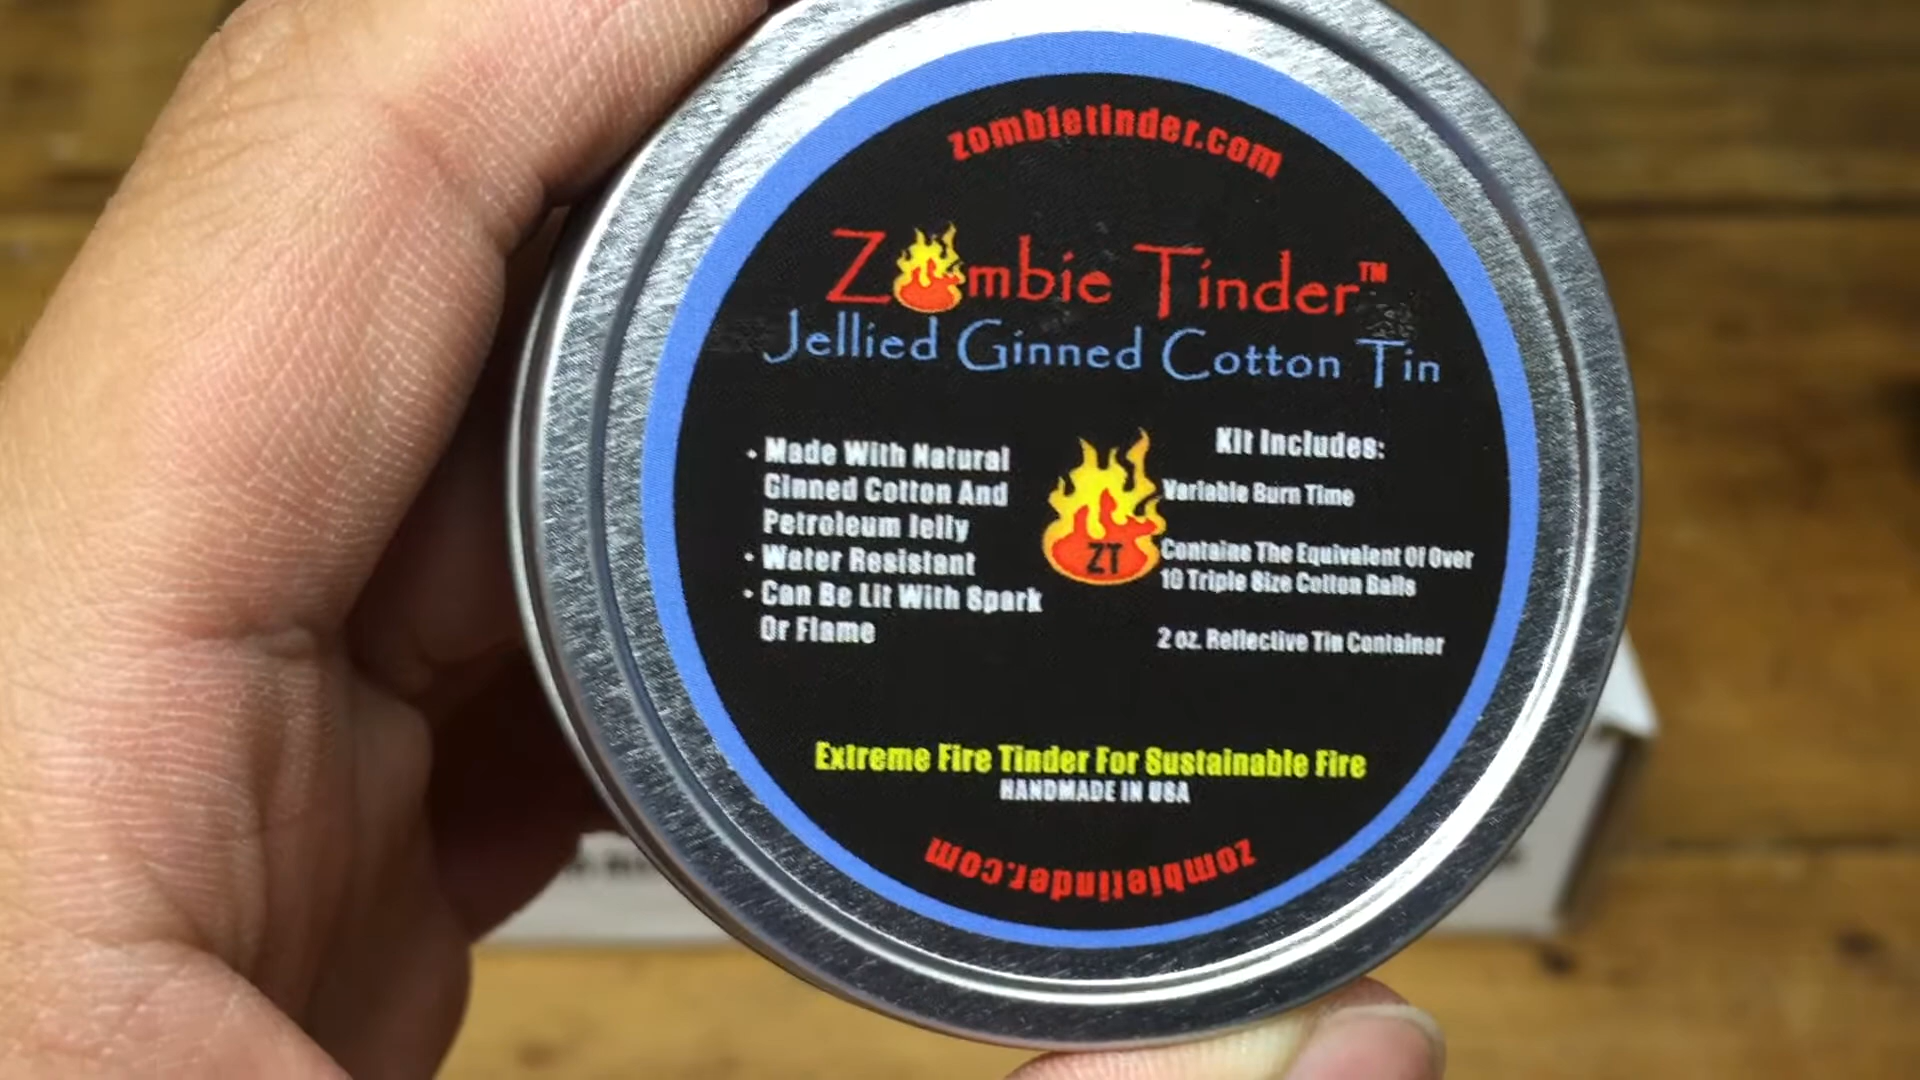 zombietinder.com
Zombie Tinder™
Jellied Ginned Cotton Tin
• Made With Natural
Ginned Cotton And
Petroleum Jelly
• Water Resistant
• Can Be Lit With Spark
Or Flame
ZT
Kit Includes:
Variable Burn Time
Contains The Equivalent Of Over
10 Triple Size Cotton Balls
2 oz. Reflective Tin Container
Extreme Fire Tinder For Sustainable Fire
HANDMADE IN USA
zombietinder.com